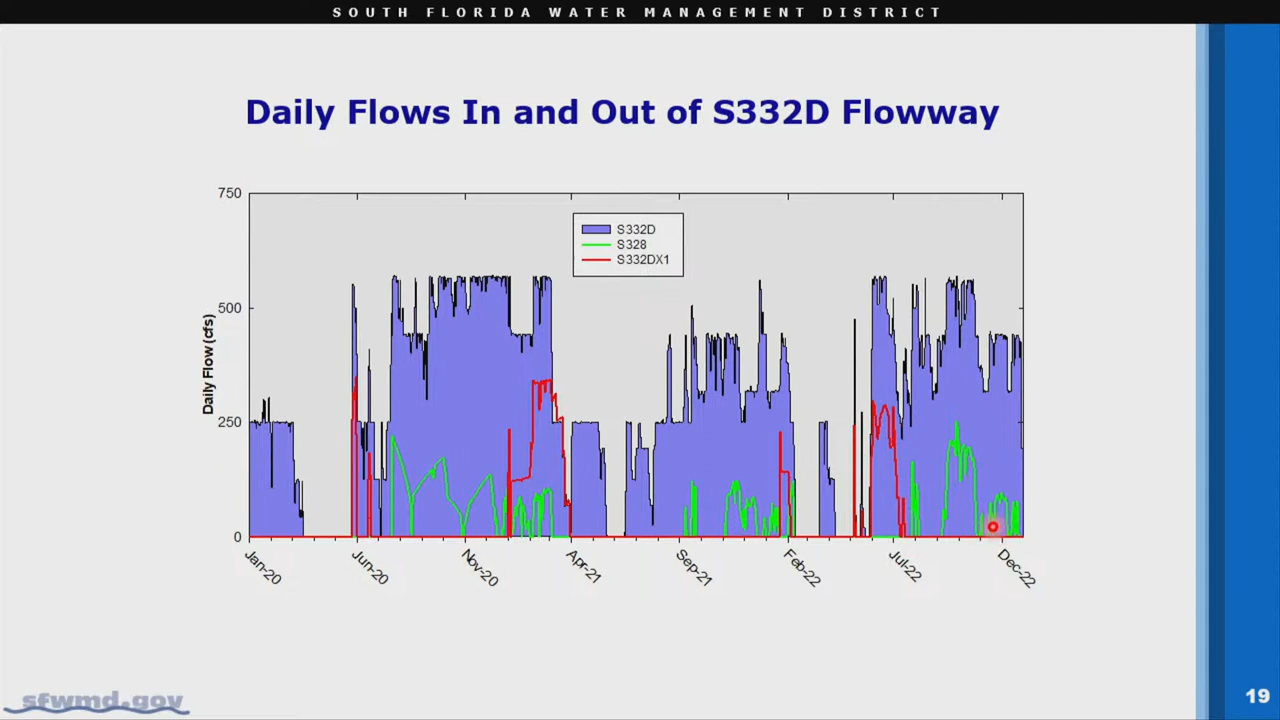 SOUTH FLORIDA WATER MANAGEMENT DISTRICT
Daily Flows In and Out of S332D Flowway
750
500
250
0
Daily Flow (cfs)
S332D
S328
S332DX1
Jan-20
Jun-20
Nov-20
Apr-21
Sep-21
Feb-22
Jul-22
Dec-22
sfwmd.gov
19